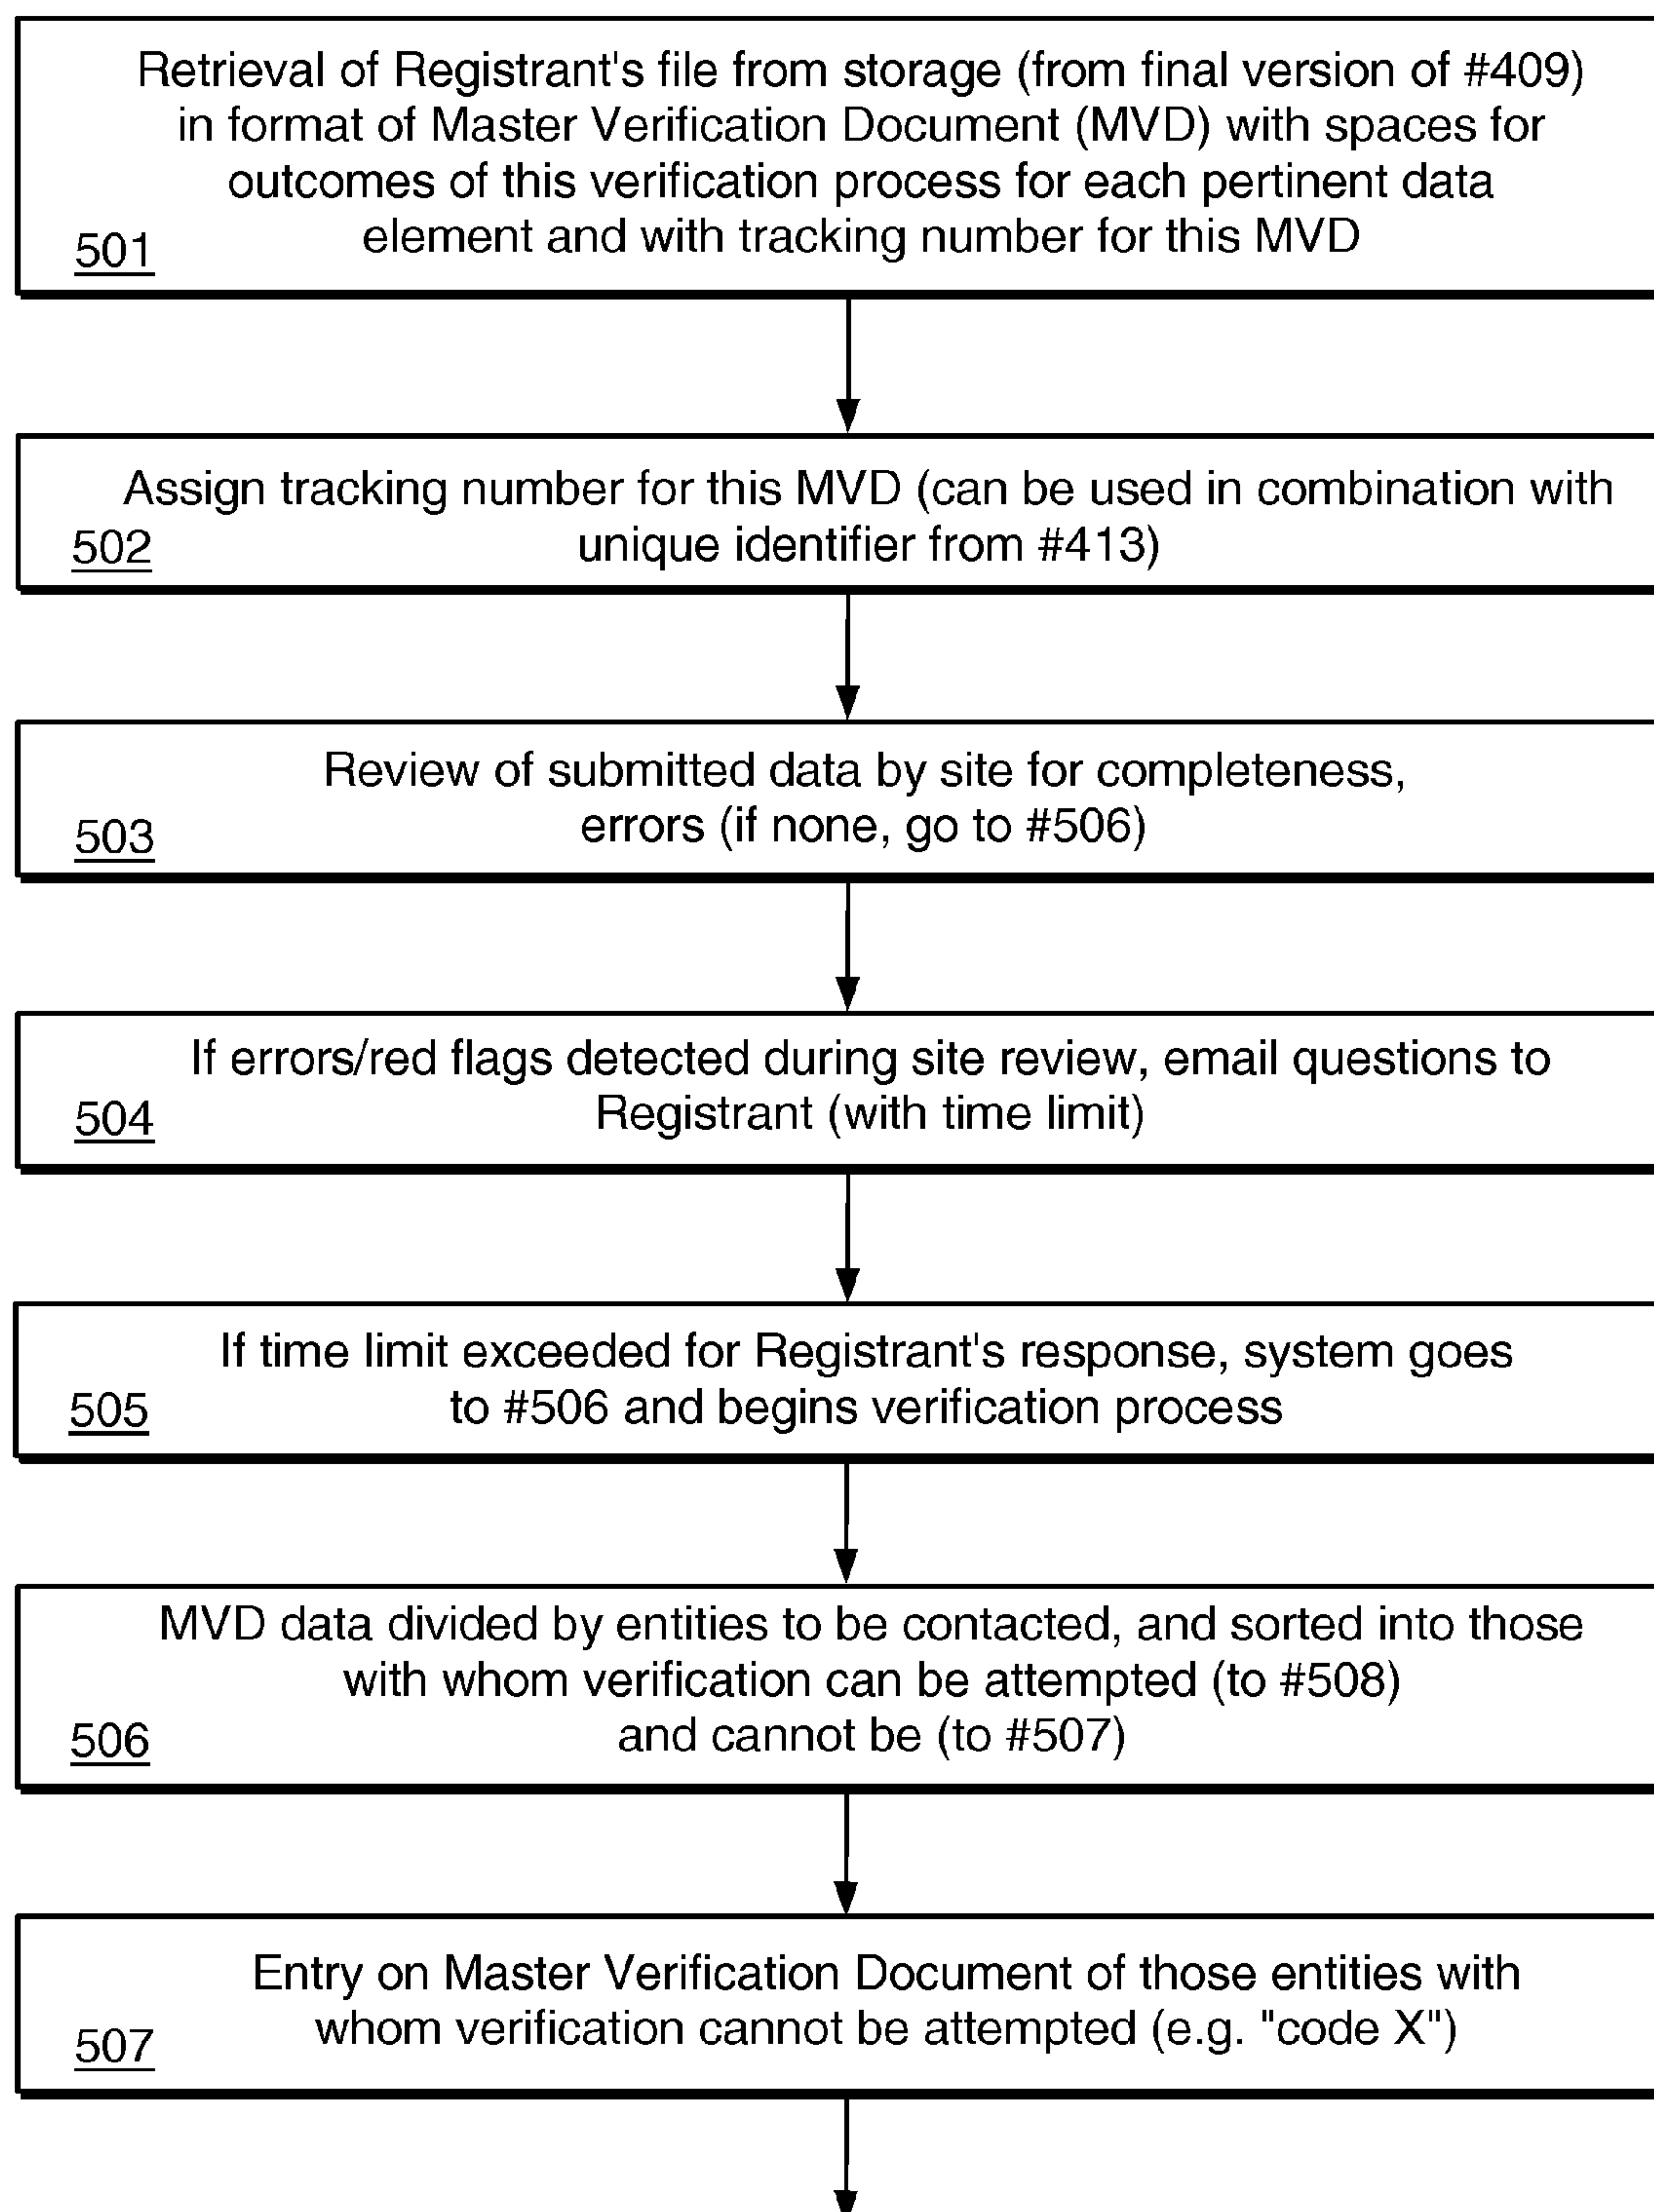 Retrieval of Registrant's file from storage (from final version of #409)
in format of Master Verification Document (MVD) with spaces for
outcomes of this verification process for each pertinent data
element and with tracking number for this MVD
501
Assign tracking number for this MVD (can be used in combination with
unique identifier from #413)
502
Review of submitted data by site for completeness,
errors (if none, go to #506)
503
If errors/red flags detected during site review, email questions to
Registrant (with time limit)
504
If time limit exceeded for Registrant's response, system goes
to #506 and begins verification process
505
MVD data divided by entities to be contacted, and sorted into those
with whom verification can be attempted (to #508)
and cannot be (to #507)
506
Entry on Master Verification Document of those entities with
whom verification cannot be attempted (e.g. "code X")
507